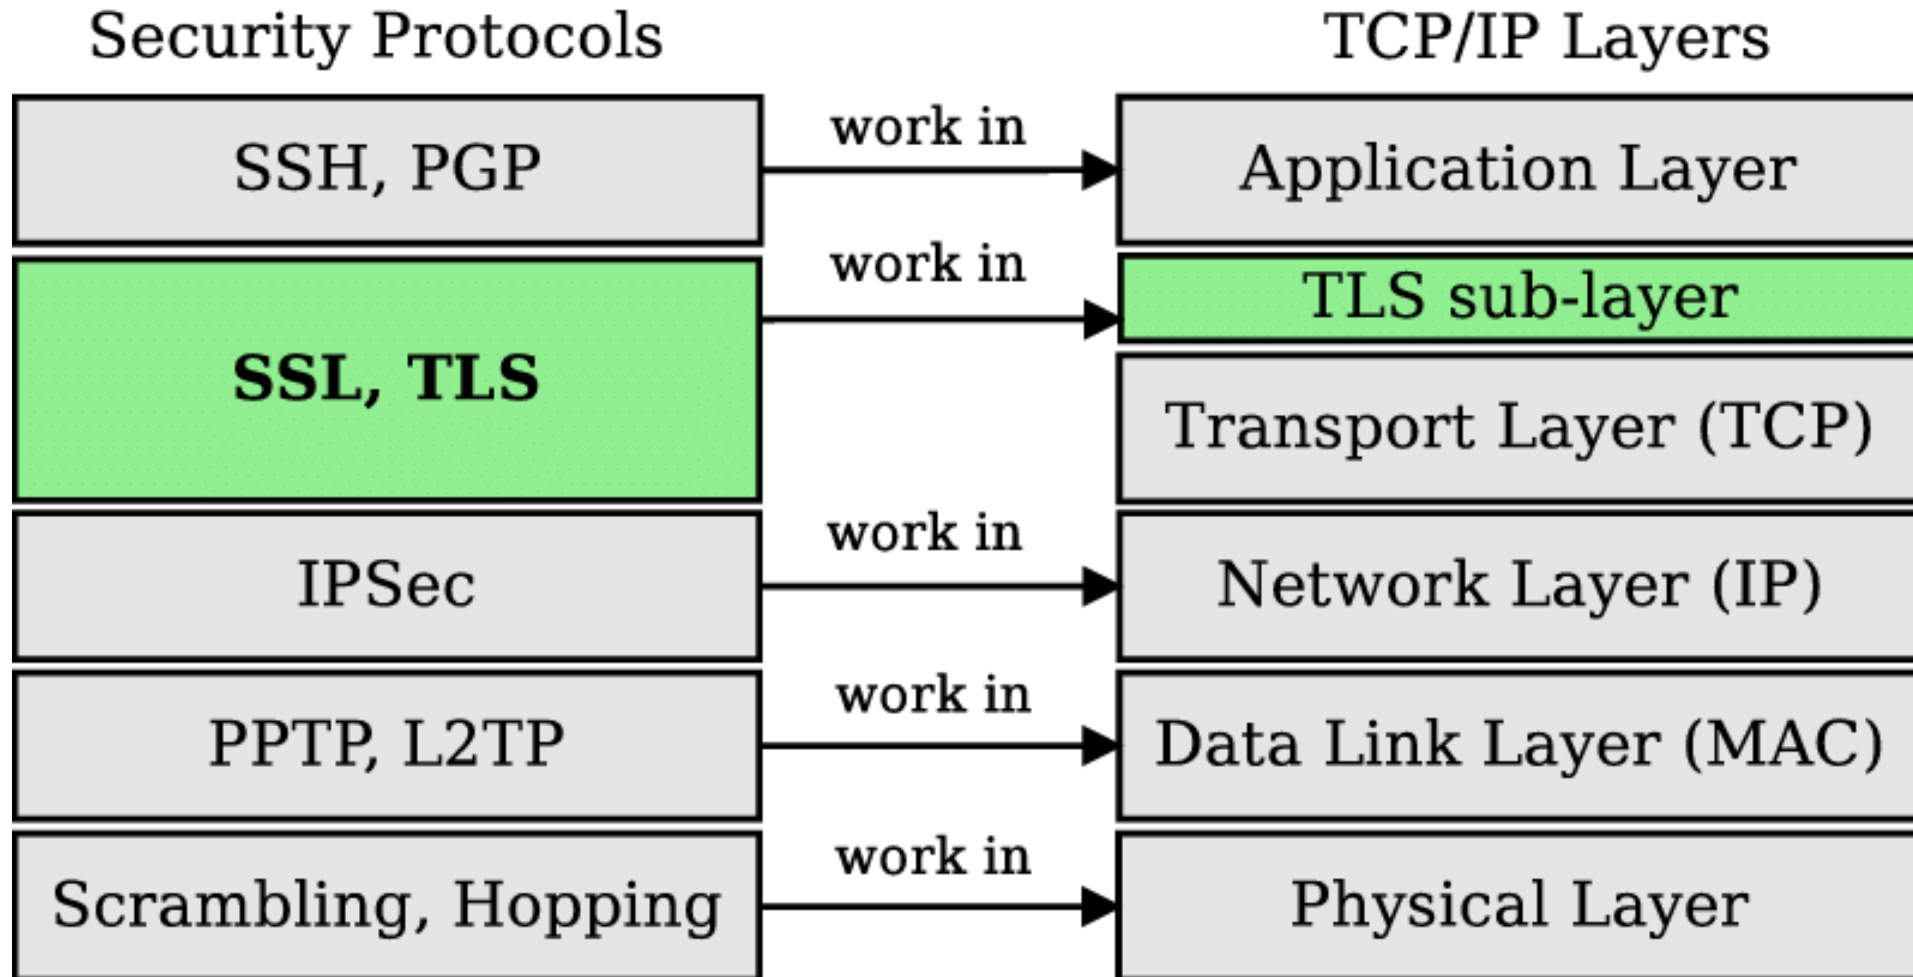 Security Protocols
TCP/IP Layers
SSH, PGP
work in
Application Layer
work in
TLS sub-layer
SSL, TLS
Transport Layer (TCP)
IPSec
work in
Network Layer (IP)
PPTP, L2TP
work in
Data Link Layer (MAC)
Scrambling, Hopping
work in
Physical Layer